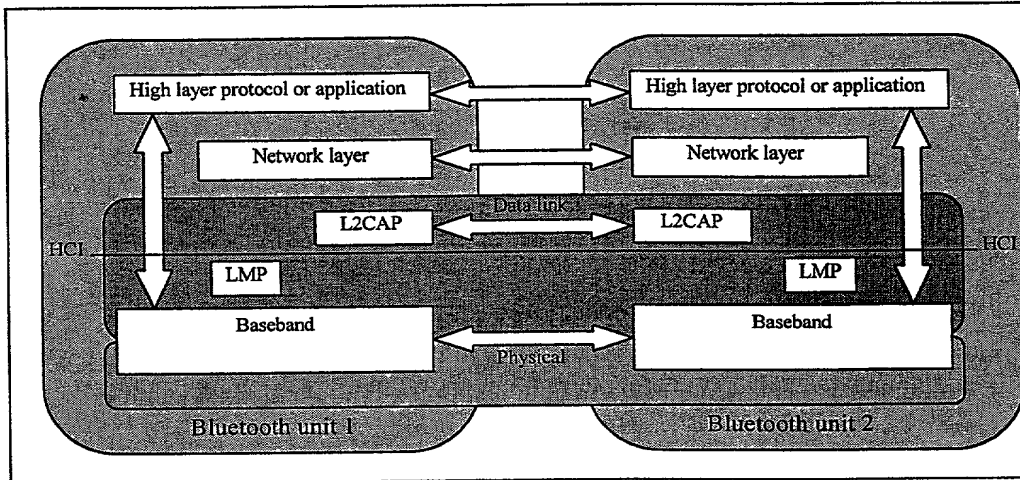 High layer protocol or application
High layer protocol or application
Network layer
Network layer
Data link
L2CAP
L2CAP
HCI
HCI
LMP
LMP
Baseband
Baseband
Physical
Bluetooth unit 1
Bluetooth unit 2